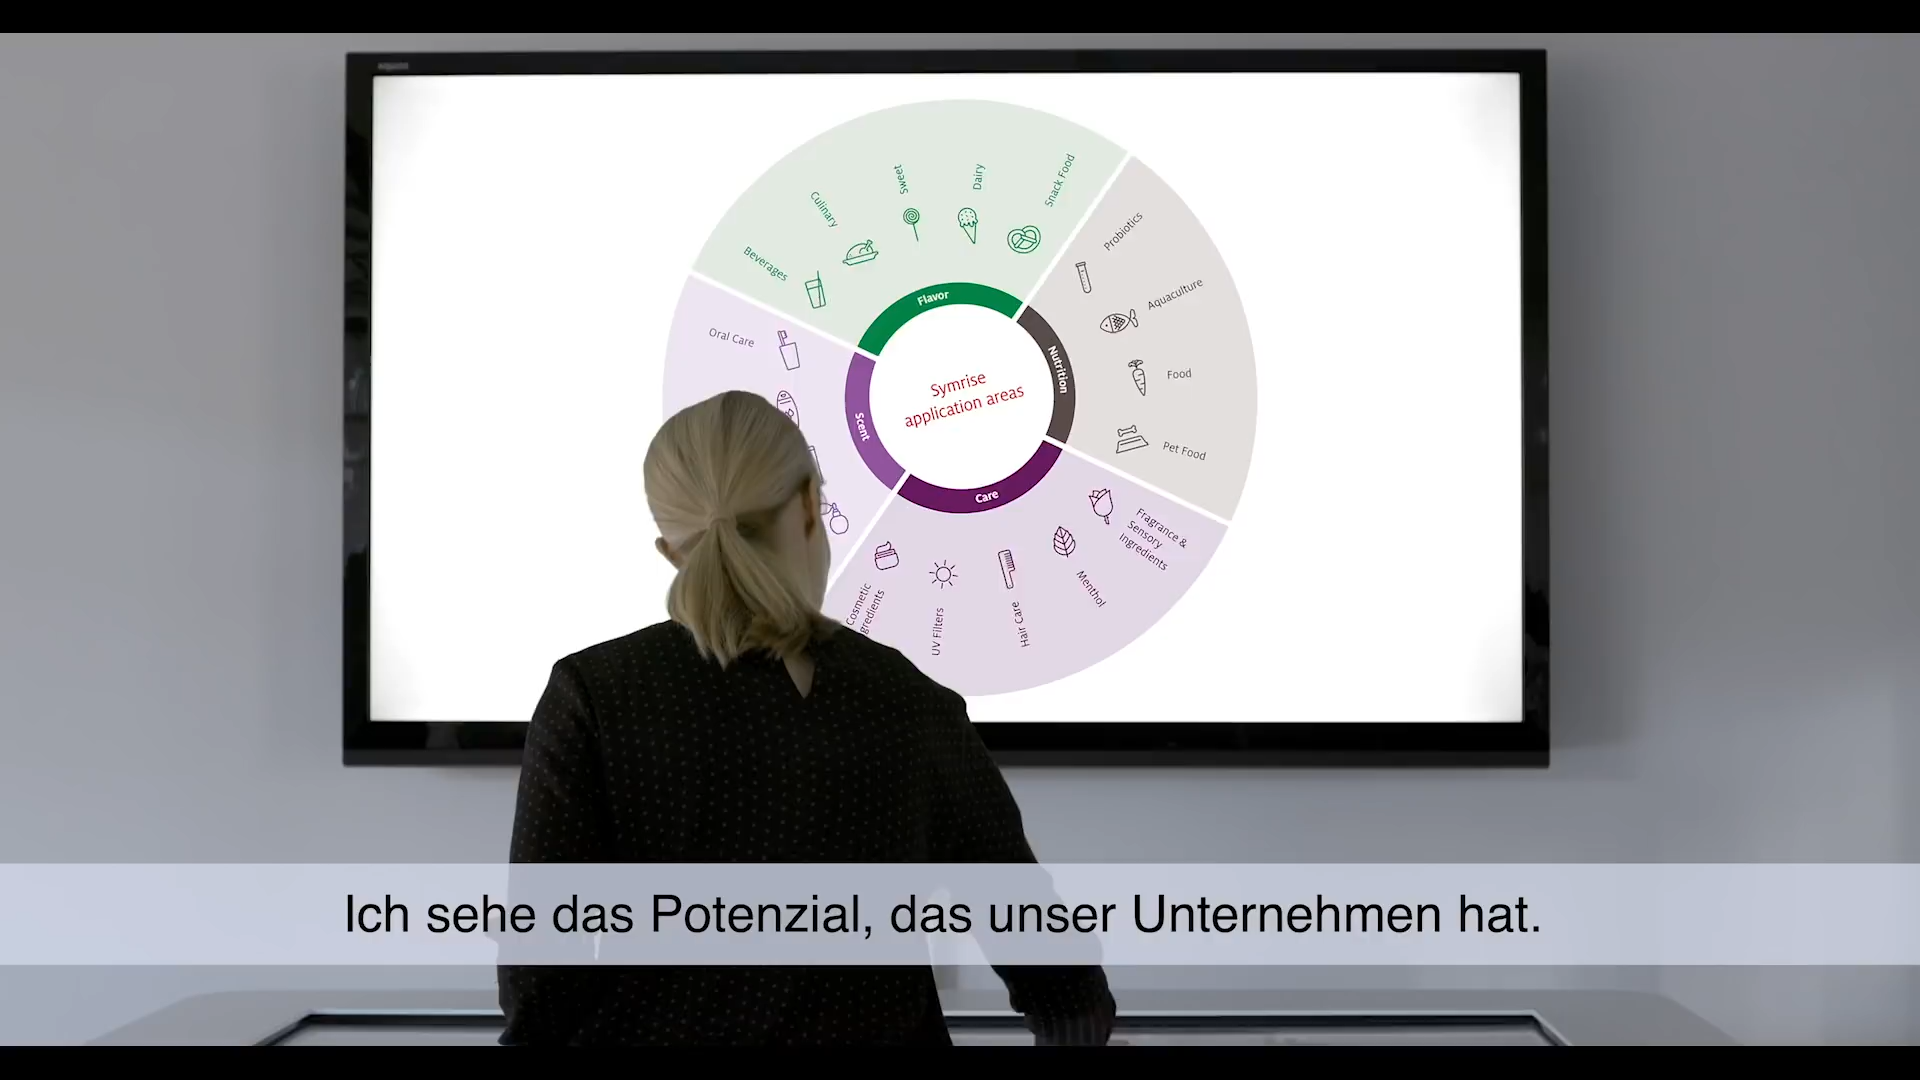 Snack Food
Dairy
Sweet
Culinary
Beverages
Flavor
Probiotics
Aquaculture
Food
Pet Food
Nutrition
Oral Care
Scent
Symrise
application areas
Care
Fragrance &
Sensory
Ingredients
Menthol
Hair Care
UV Filters
Cosmetic
Ich sehe das Potenzial, das unser Unternehmen hat.